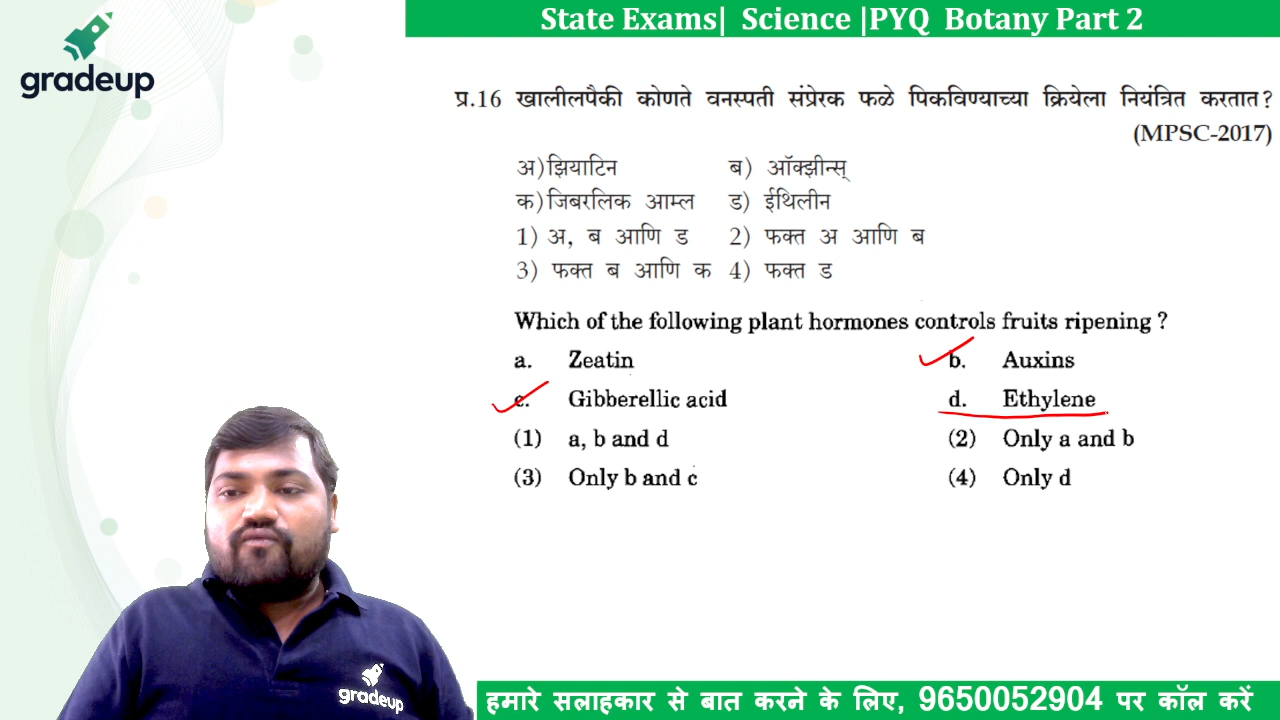 State Exams| Science |PYQ Botany Part 2
gradeup
प्र.16 खालीलपैकी कोणते वनस्पती संप्रेरक फळे पिकविण्याच्या क्रियेला नियंत्रित करतात?
(MPSC-2017)
अ)झियाटिन ब) ऑक्झीन्स्
क)जिबरलिक आम्ल ड) ईथिलीन
1) अ, ब आणि ड 2) फक्त अ आणि ब
3) फक्त ब आणि क 4) फक्त ड
Which of the following plant hormones controls fruits ripening ?
a. Zeatin b. Auxins
c. Gibberellic acid d. Ethylene
(1) a, b and d (2) Only a and b
(3) Only b and c (4) Only d
gradeup
हमारे सलाहकार से बात करने के लिए, 9650052904 पर कॉल करें